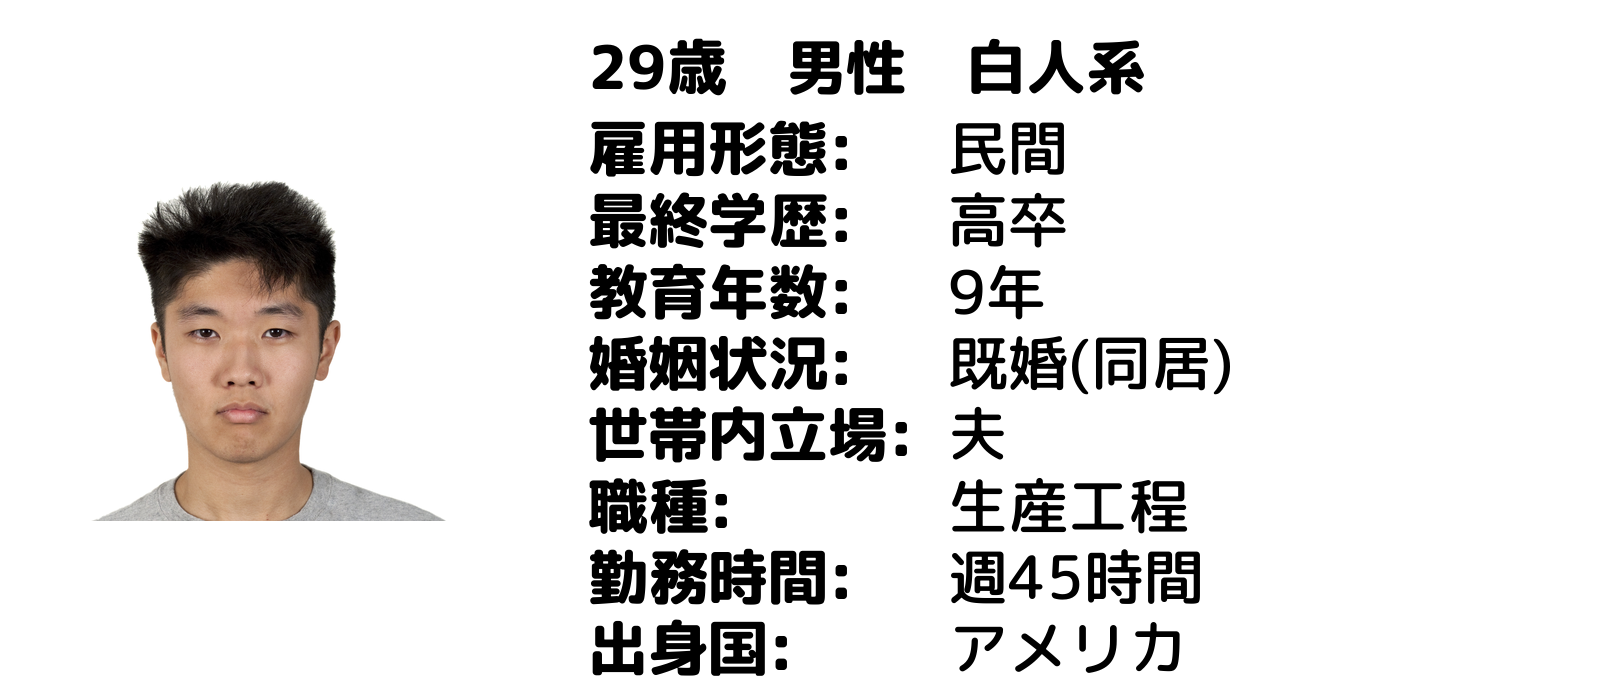 29歳　男性　白人系
雇用形態:　民間
最終学歴:　高卒
教育年数:　9年
婚姻状況:　既婚(同居)
世帯内立場:　夫
職種:　生産工程
勤務時間:　週45時間
出身国:　アメリカ